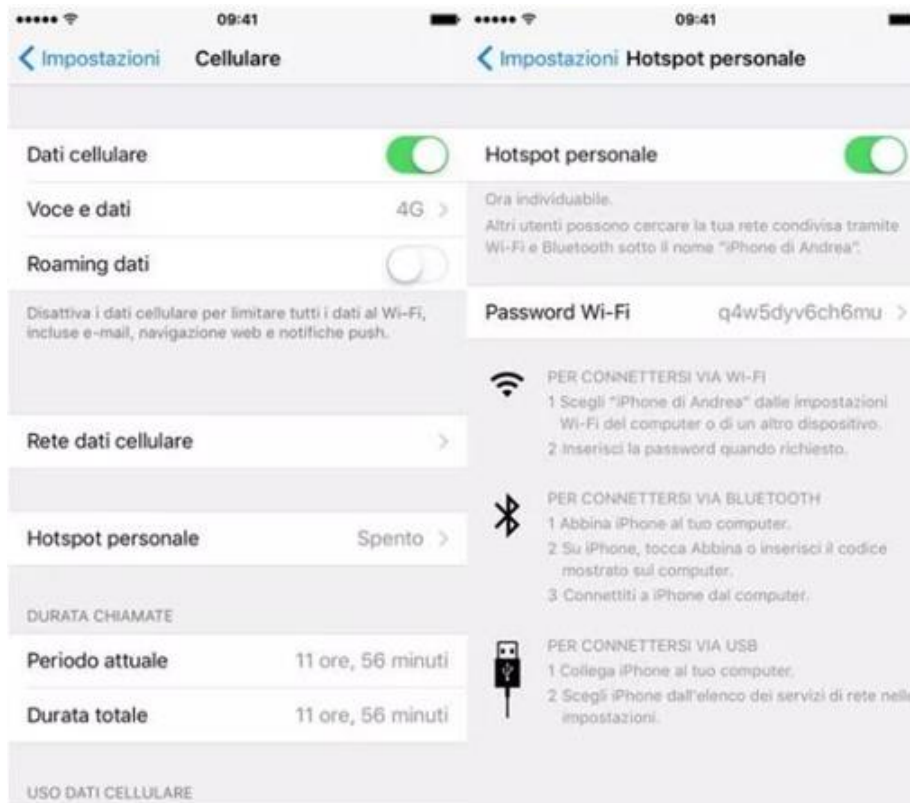 09:41
Impostazioni Cellulare
Dati cellulare
Voce e dati 4G
Roaming dati
Disattiva i dati cellulare per limitare tutti i dati al Wi-Fi,
incluse e-mail, navigazione web e notifiche push.
Rete dati cellulare
Hotspot personale Spento
DURATA CHIAMATE
Periodo attuale 11 ore, 56 minuti
Durata totale 11 ore, 56 minuti
USO DATI CELLULARE
09:41
Impostazioni Hotspot personale
Hotspot personale
Ora individuabile.
Altri utenti possono cercare la tua rete condivisa tramite
Wi-Fi e Bluetooth sotto il nome "iPhone di Andrea".
Password Wi-Fi q4w5dyv6ch6mu
PER CONNETTERSI VIA WI-FI
1 Scegli "iPhone di Andrea" dalle impostazioni
Wi-Fi del computer o di un altro dispositivo.
2 Inserisci la password quando richiesto.
PER CONNETTERSI VIA BLUETOOTH
1 Abbina iPhone al tuo computer.
2 Su iPhone, tocca Abbina o inserisci il codice
mostrato sul computer.
3 Connettiti a iPhone dal computer.
PER CONNETTERSI VIA USB
1 Collega iPhone al tuo computer.
2 Scegli iPhone dall'elenco dei servizi di rete nelle
impostazioni.